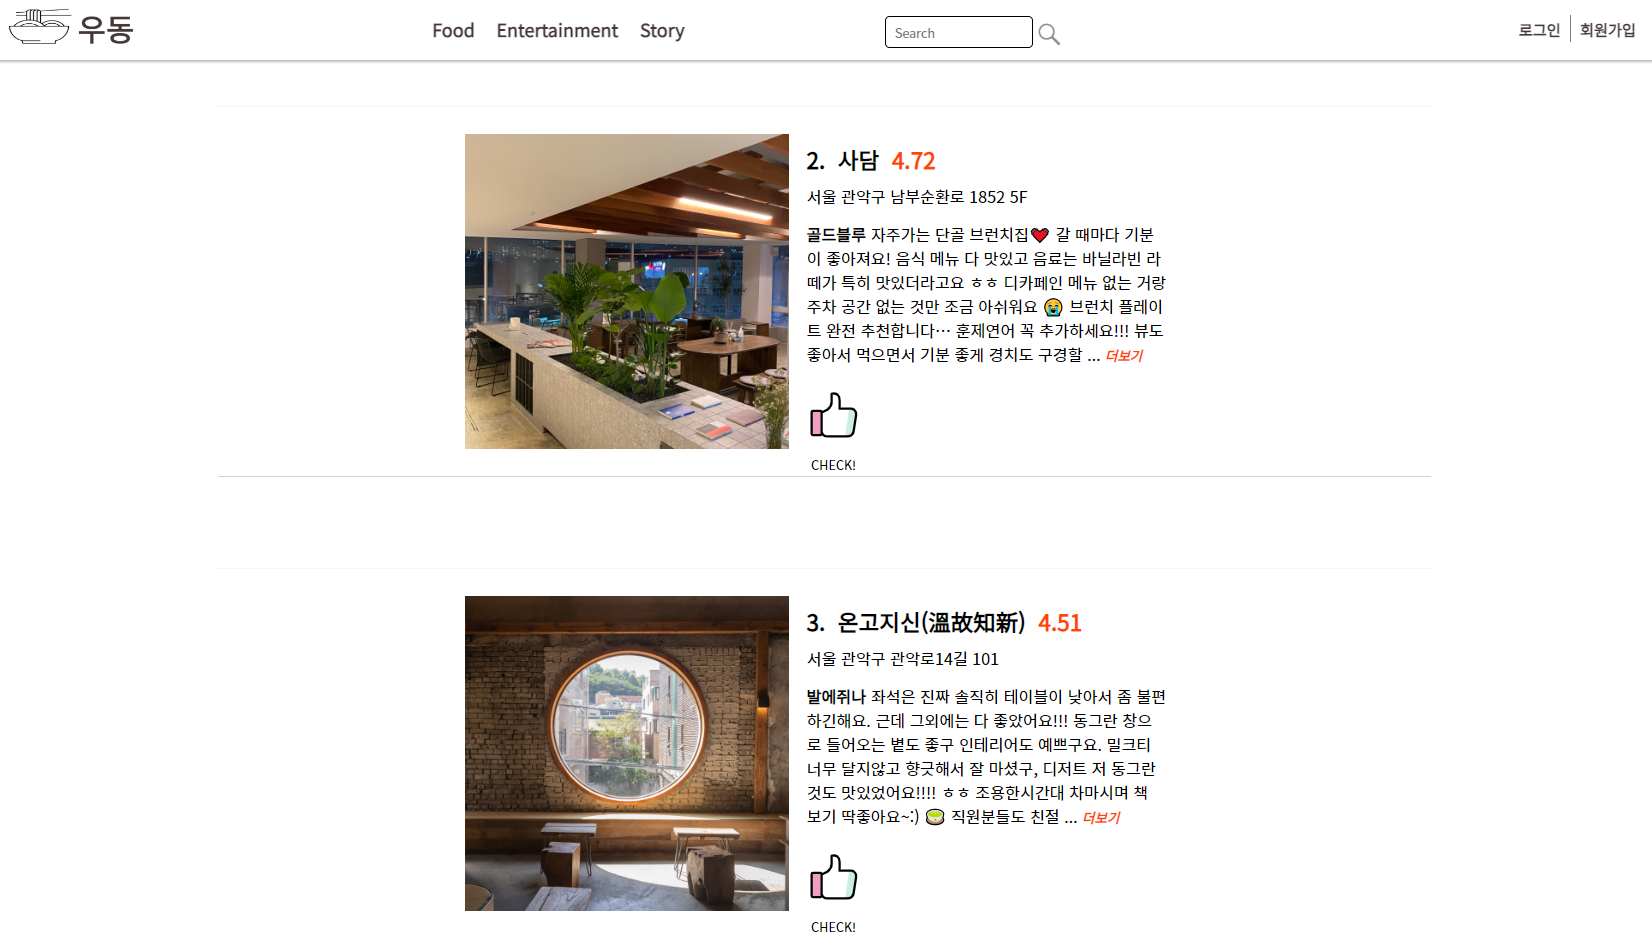 우동
Food Entertainment Story
Search
로그인 회원가입
2. 사담 4.72
서울 관악구 남부순환로 1852 5F
골드블루 자주가는 단골 브런치집❤️ 갈 때마다 기분
이 좋아져요! 음식 메뉴 다 맛있고 음료는 바닐라빈 라
떼가 특히 맛있더라고요 ㅎㅎ 디카페인 메뉴 없는 거랑
주차 공간 없는 것만 조금 아쉬워요 😭 브런치 플레이
트 완전 추천합니다… 훈제연어 꼭 추가하세요!!! 뷰도
좋아서 먹으면서 기분 좋게 경치도 구경할 ... 더보기
CHECK!
3. 온고지신(溫故知新) 4.51
서울 관악구 관악로14길 101
발에쥐나 좌석은 진짜 솔직히 테이블이 낮아서 좀 불편
하긴해요. 근데 그외에는 다 좋았어요!!! 동그란 창으
로 들어오는 볕도 좋구 인테리어도 예쁘구요. 밀크티
너무 달지않고 향긋해서 잘 마셨구, 디저트 저 동그란
것도 맛있었어요!!!! ㅎㅎ 조용한시간대 차마시며 책
보기 딱좋아요~:) 🍵 직원분들도 친절 ... 더보기
CHECK!